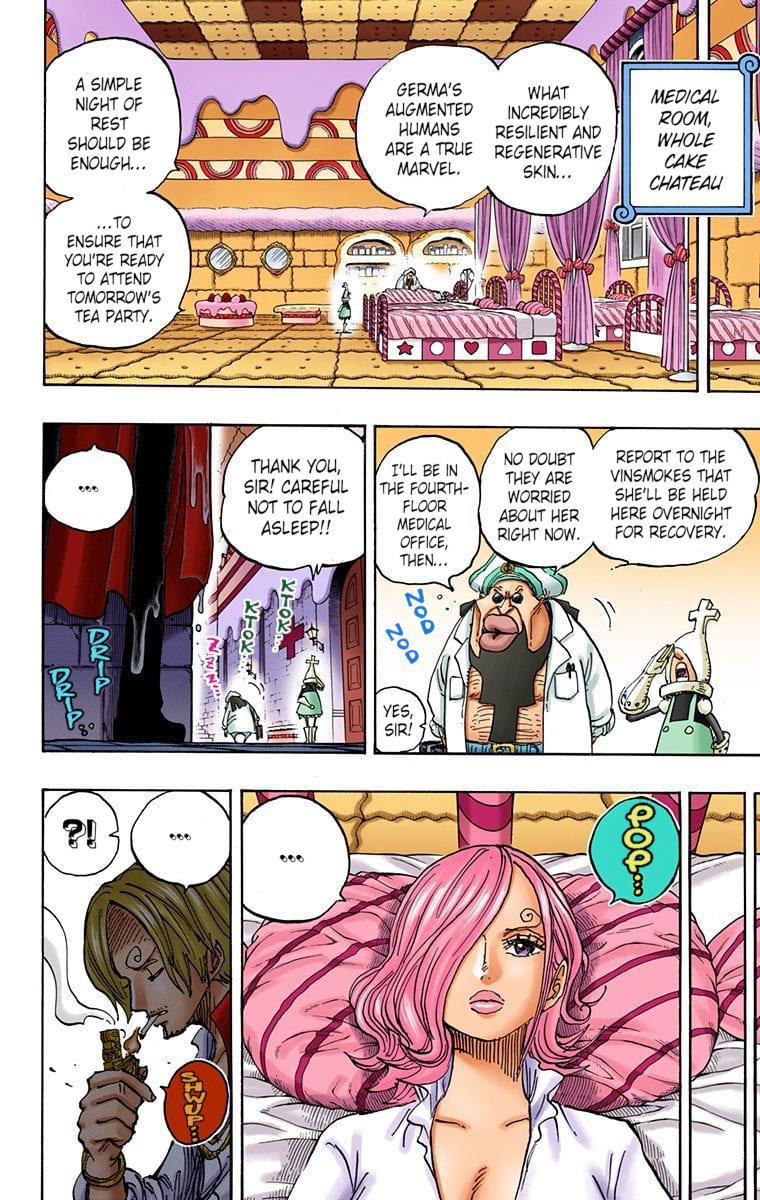 MEDICAL
ROOM,
WHOLE
CAKE
CHATEAU
WHAT
INCREDIBLY
RESILIENT AND
REGENERATIVE
SKIN...
GERMA'S
AUGMENTED
HUMANS
ARE A TRUE
MARVEL.
A SIMPLE
NIGHT OF
REST
SHOULD BE
ENOUGH...
...TO
ENSURE THAT
YOU'RE READY
TO ATTEND
TOMORROW'S
TEA PARTY.
REPORT TO THE
VINSMOKES THAT
SHE'LL BE HELD
HERE OVERNIGHT
FOR RECOVERY.
NO DOUBT
THEY ARE
WORRIED
ABOUT HER
RIGHT NOW.
I'LL BE IN
THE FOURTH-
FLOOR
MEDICAL
OFFICE,
THEN...
NOD
NOD
YES,
SIR!
THANK YOU,
SIR! CAREFUL
NOT TO FALL
ASLEEP!!
KTOK..
KTOK..
ZZZ...
...
DRIP
DRIP..
POP...
...
...
?!
SHWJP...